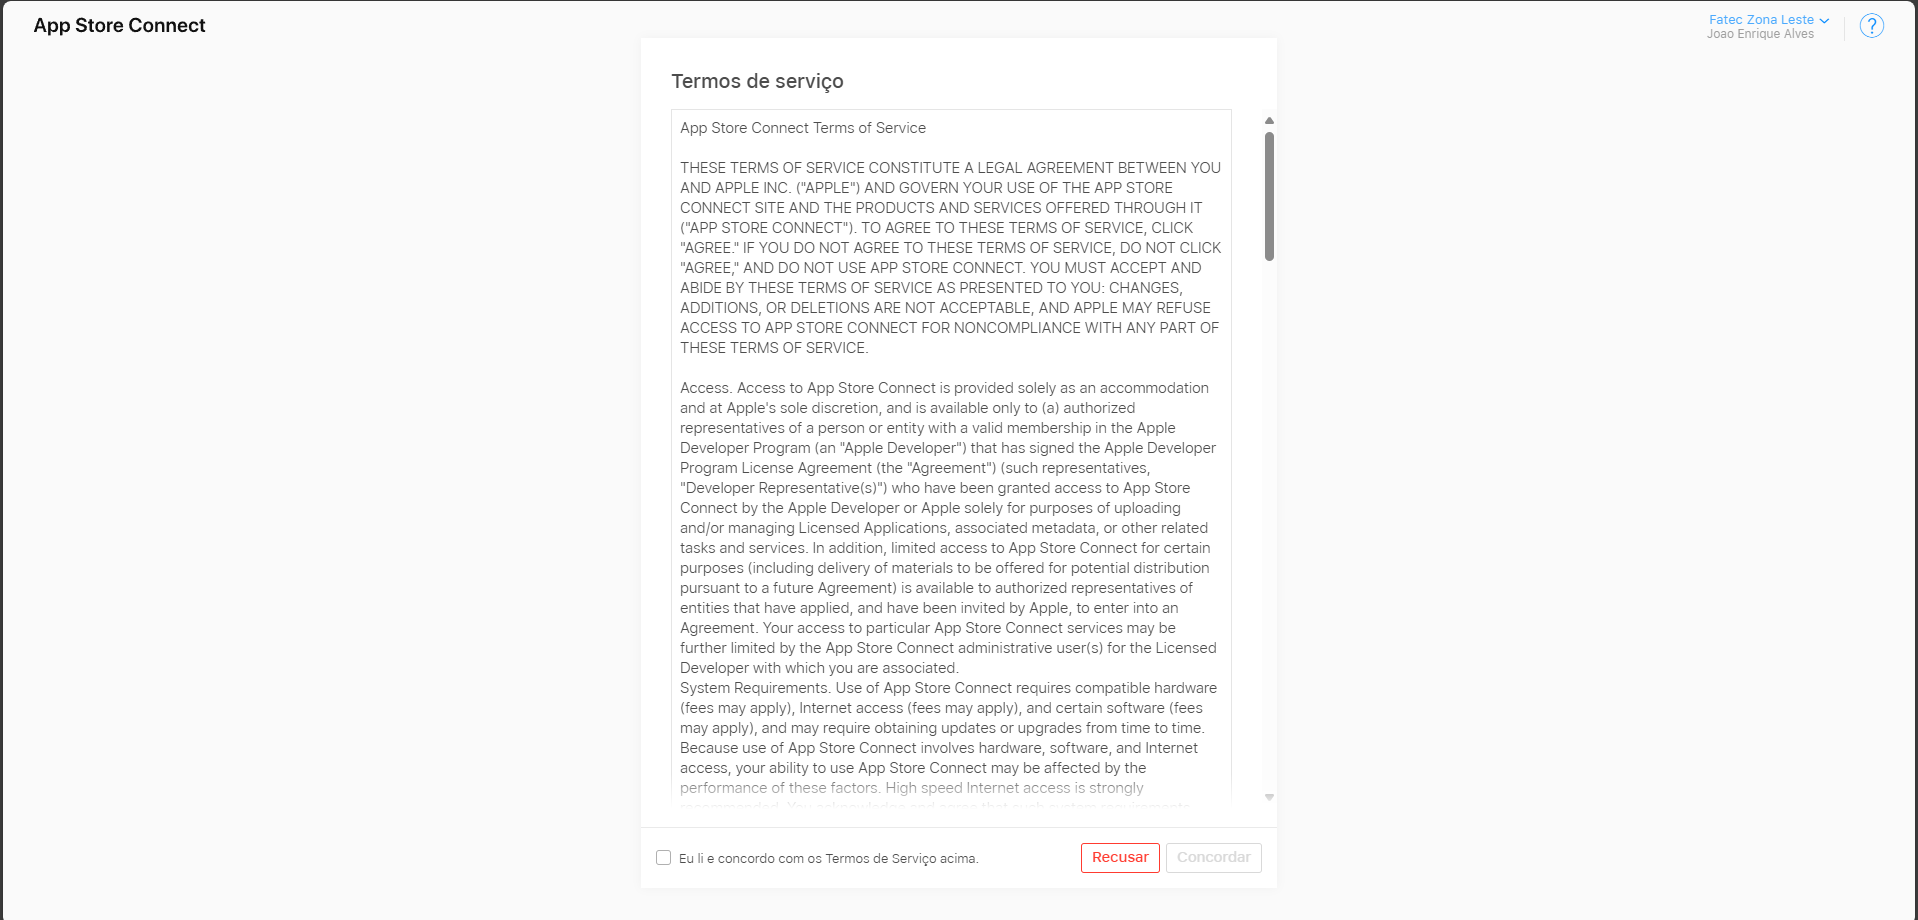 App Store Connect
Fatec Zona Leste
Joao Enrique Alves
?
Termos de serviço
App Store Connect Terms of Service
THESE TERMS OF SERVICE CONSTITUTE A LEGAL AGREEMENT BETWEEN YOU
AND APPLE INC. ("APPLE") AND GOVERN YOUR USE OF THE APP STORE
CONNECT SITE AND THE PRODUCTS AND SERVICES OFFERED THROUGH IT
("APP STORE CONNECT"). TO AGREE TO THESE TERMS OF SERVICE, CLICK
"AGREE." IF YOU DO NOT AGREE TO THESE TERMS OF SERVICE, DO NOT CLICK
"AGREE," AND DO NOT USE APP STORE CONNECT. YOU MUST ACCEPT AND
ABIDE BY THESE TERMS OF SERVICE AS PRESENTED TO YOU: CHANGES,
ADDITIONS, OR DELETIONS ARE NOT ACCEPTABLE, AND APPLE MAY REFUSE
ACCESS TO APP STORE CONNECT FOR NONCOMPLIANCE WITH ANY PART OF
THESE TERMS OF SERVICE.
Access. Access to App Store Connect is provided solely as an accommodation
and at Apple's sole discretion, and is available only to (a) authorized
representatives of a person or entity with a valid membership in the Apple
Developer Program (an "Apple Developer") that has signed the Apple Developer
Program License Agreement (the "Agreement") (such representatives,
"Developer Representative(s)") who have been granted access to App Store
Connect by the Apple Developer or Apple solely for purposes of uploading
and/or managing Licensed Applications, associated metadata, or other related
tasks and services. In addition, limited access to App Store Connect for certain
purposes (including delivery of materials to be offered for potential distribution
pursuant to a future Agreement) is available to authorized representatives of
entities that have applied, and have been invited by Apple, to enter into an
Agreement. Your access to particular App Store Connect services may be
further limited by the App Store Connect administrative user(s) for the Licensed
Developer with which you are associated.
System Requirements. Use of App Store Connect requires compatible hardware
(fees may apply), Internet access (fees may apply), and certain software (fees
may apply), and may require obtaining updates or upgrades from time to time.
Because use of App Store Connect involves hardware, software, and Internet
access, your ability to use App Store Connect may be affected by the
performance of these factors. High speed Internet access is strongly
recommended. You acknowledge and agree that such system requirements,
Eu li e concordo com os Termos de Serviço acima.
Recusar
Concordar